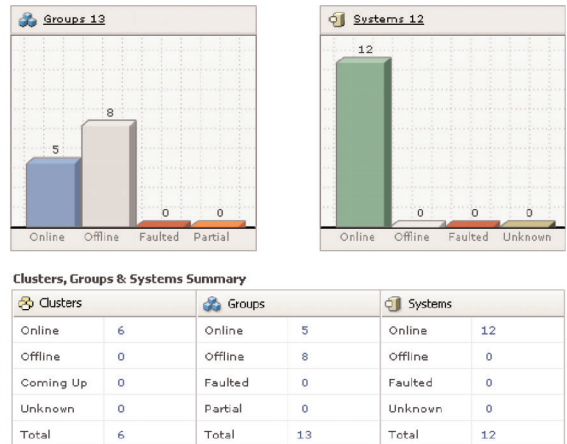 Groups 13
5
8
0
0
Online Offline Faulted Partial
Systems 12
12
0
0
0
Online Offline Faulted Unknown
Clusters, Groups & Systems Summary
Clusters Groups Systems
Online 6 Online 5 Online 12
Offline 0 Offline 8 Offline 0
Coming Up 0 Faulted 0 Faulted 0
Unknown 0 Partial 0 Unknown 0
Total 6 Total 13 Total 12